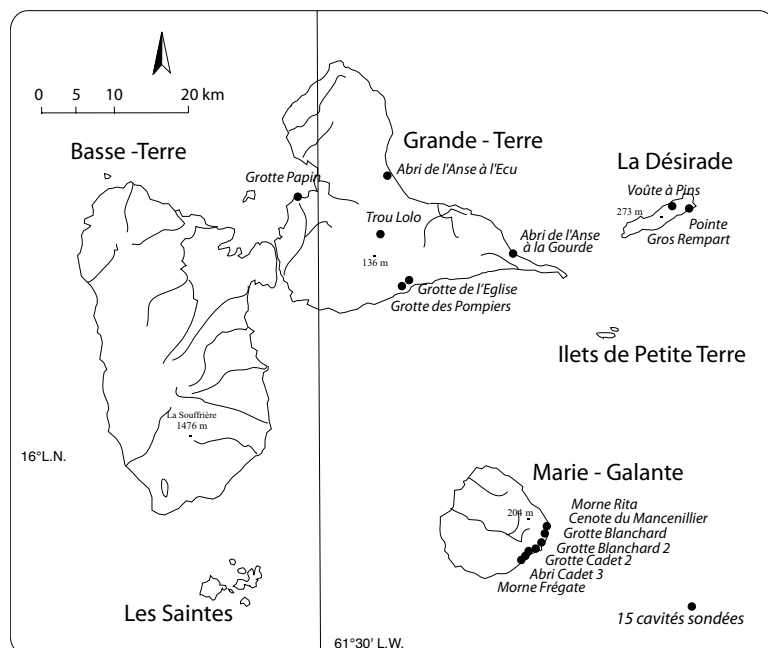 0 5 10 20 km
Basse -Terre
Grotte Papin
Grande - Terre
Abri de l'Anse à l'Ecu
La Désirade
Voûte à Pins
273 m
Pointe
Gros Rempart
Trou Lolo
136 m
Abri de l'Anse
à la Gourde
Grotte de l'Eglise
Grotte des Pompiers
Ilets de Petite Terre
La Souffrière
1476 m
16°L.N.
Marie - Galante
204 m
Morne Rita
Cenote du Mancenillier
Grotte Blanchard
Grotte Blanchard 2
Grotte Cadet 2
Abri Cadet 3
Morne Frégate
Les Saintes
15 cavités sondées
61°30' L.W.